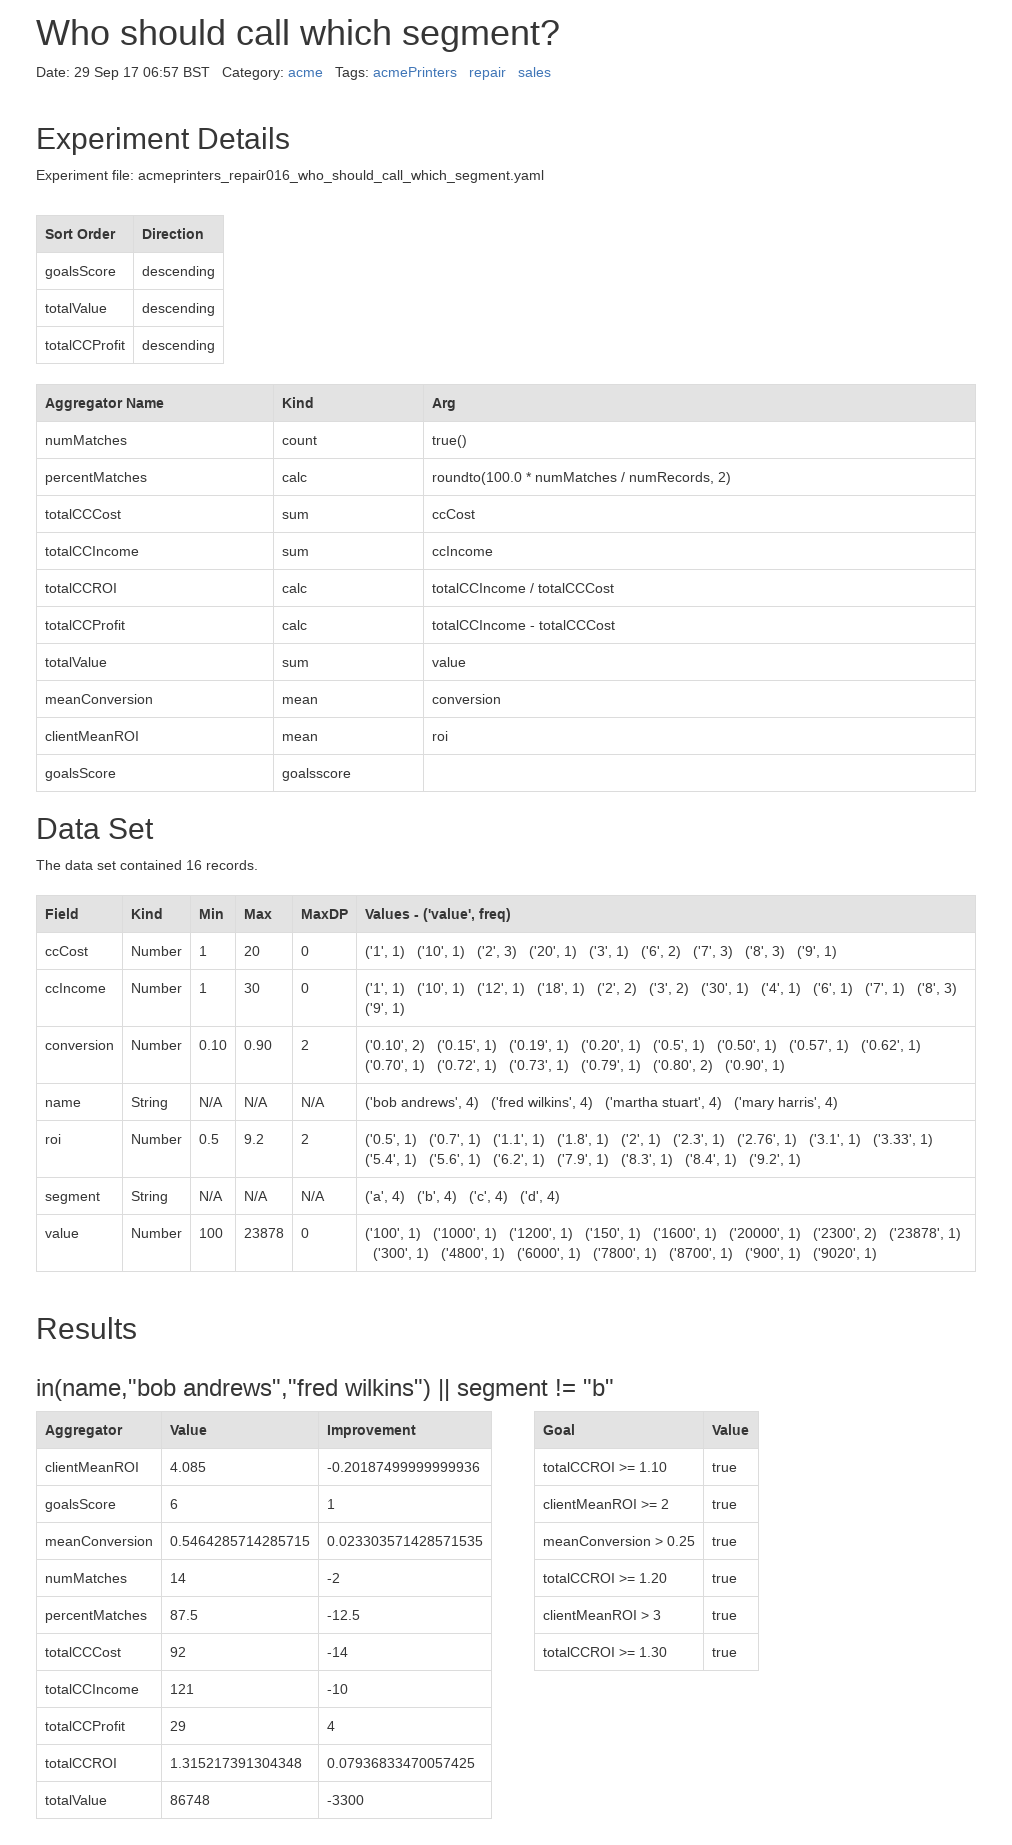 Who should call which segment?
Date: 29 Sep 17 06:57 BST Category: acme Tags: acmePrinters repair sales
Experiment Details
Experiment file: acmeprinters_repair016_who_should_call_which_segment.yaml
Sort Order Direction
goalsScore descending
totalValue descending
totalCCProfit descending
Aggregator Name Kind Arg
numMatches count true()
percentMatches calc roundto(100.0 * numMatches / numRecords, 2)
totalCCCost sum ccCost
totalCCIncome sum ccIncome
totalCCROI calc totalCCIncome / totalCCCost
totalCCProfit calc totalCCIncome - totalCCCost
totalValue sum value
meanConversion mean conversion
clientMeanROI mean roi
goalsScore goalsscore
Data Set
The data set contained 16 records.
Field Kind Min Max MaxDP Values - ('value', freq)
ccCost Number 1 20 0 ('1', 1) ('10', 1) ('2', 3) ('20', 1) ('3', 1) ('6', 2) ('7', 3) ('8', 3) ('9', 1)
ccIncome Number 1 30 0 ('1', 1) ('10', 1) ('12', 1) ('18', 1) ('2', 2) ('3', 2) ('30', 1) ('4', 1) ('6', 1) ('7', 1) ('8', 3)
('9', 1)
conversion Number 0.10 0.90 2 ('0.10', 2) ('0.15', 1) ('0.19', 1) ('0.20', 1) ('0.5', 1) ('0.50', 1) ('0.57', 1) ('0.62', 1)
('0.70', 1) ('0.72', 1) ('0.73', 1) ('0.79', 1) ('0.80', 2) ('0.90', 1)
name String N/A N/A N/A ('bob andrews', 4) ('fred wilkins', 4) ('martha stuart', 4) ('mary harris', 4)
roi Number 0.5 9.2 2 ('0.5', 1) ('0.7', 1) ('1.1', 1) ('1.8', 1) ('2', 1) ('2.3', 1) ('2.76', 1) ('3.1', 1) ('3.33', 1)
('5.4', 1) ('5.6', 1) ('6.2', 1) ('7.9', 1) ('8.3', 1) ('8.4', 1) ('9.2', 1)
segment String N/A N/A N/A ('a', 4) ('b', 4) ('c', 4) ('d', 4)
value Number 100 23878 0 ('100', 1) ('1000', 1) ('1200', 1) ('150', 1) ('1600', 1) ('20000', 1) ('2300', 2) ('23878', 1)
('300', 1) ('4800', 1) ('6000', 1) ('7800', 1) ('8700', 1) ('900', 1) ('9020', 1)
Results
in(name,"bob andrews","fred wilkins") || segment != "b"
Aggregator Value Improvement
clientMeanROI 4.085 -0.20187499999999936
goalsScore 6 1
meanConversion 0.5464285714285715 0.023303571428571535
numMatches 14 -2
percentMatches 87.5 -12.5
totalCCCost 92 -14
totalCCIncome 121 -10
totalCCProfit 29 4
totalCCROI 1.315217391304348 0.07936833470057425
totalValue 86748 -3300
Goal Value
totalCCROI >= 1.10 true
clientMeanROI >= 2 true
meanConversion > 0.25 true
totalCCROI >= 1.20 true
clientMeanROI > 3 true
totalCCROI >= 1.30 true